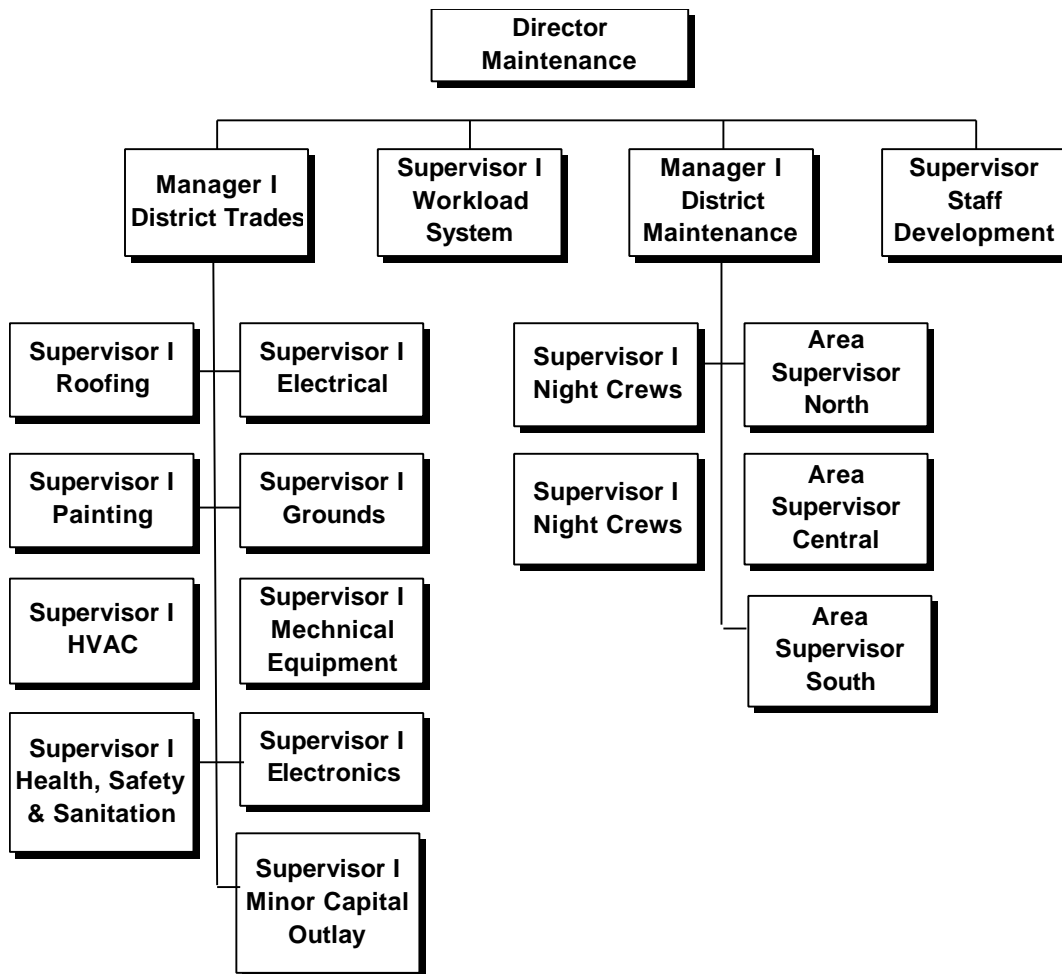 Director
Maintenance
Manager I
District Trades
Supervisor I
Workload
System
Manager I
District
Maintenance
Supervisor
Staff
Development
Supervisor I
Roofing
Supervisor I
Electrical
Supervisor I
Night Crews
Area
Supervisor
North
Supervisor I
Painting
Supervisor I
Grounds
Supervisor I
Night Crews
Area
Supervisor
Central
Supervisor I
HVAC
Supervisor I
Mechnical
Equipment
Area
Supervisor
South
Supervisor I
Health, Safety
& Sanitation
Supervisor I
Electronics
Supervisor I
Minor Capital
Outlay